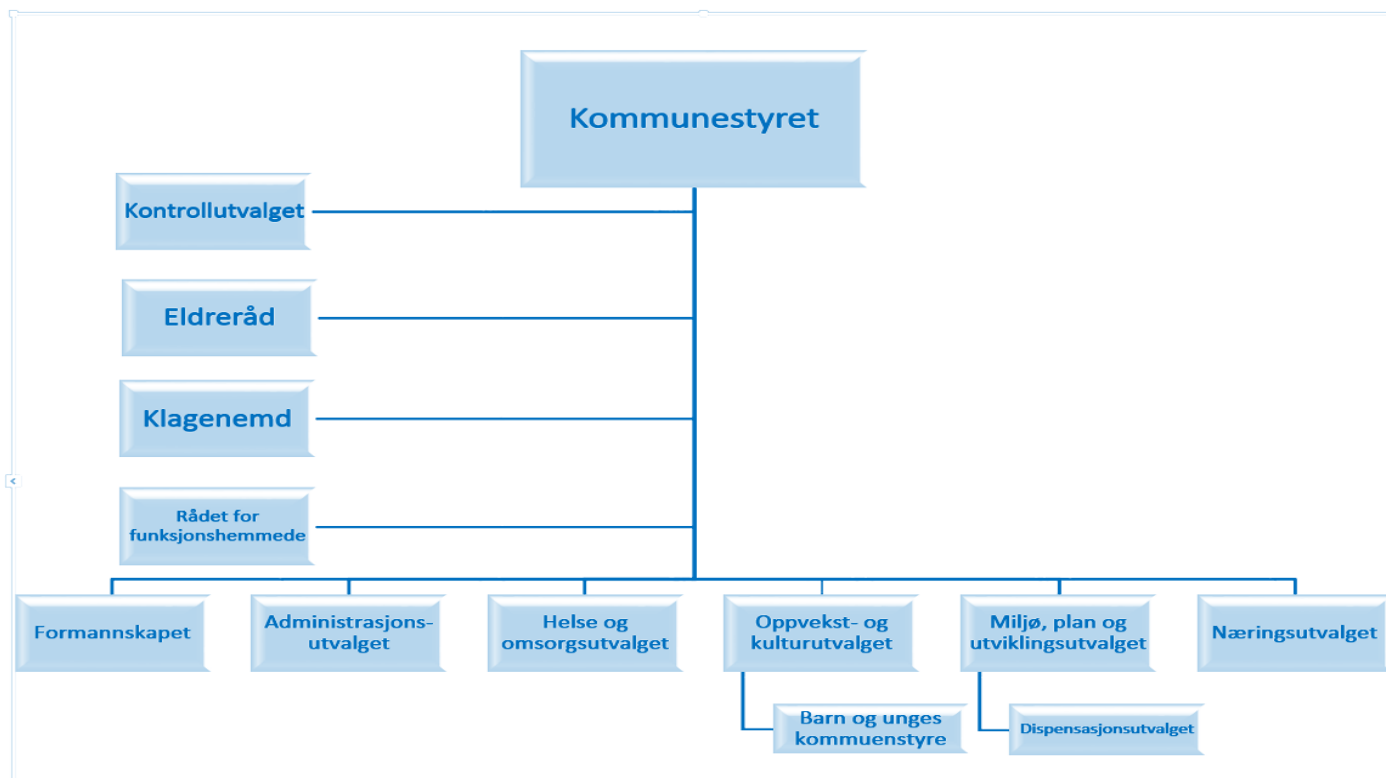 Kommunestyret
Kontrollutvalget
Eldreråd
Klagenemd
Rådet for
funksjonshemmede
Formannskapet
Administrasjons-
utvalget
Helse og
omsorgsutvalget
Oppvekst- og
kulturutvalget
Miljø, plan og
utviklingsutvalget
Næringsutvalget
Barn og unges
kommuenstyre
Dispensasjonsutvalget